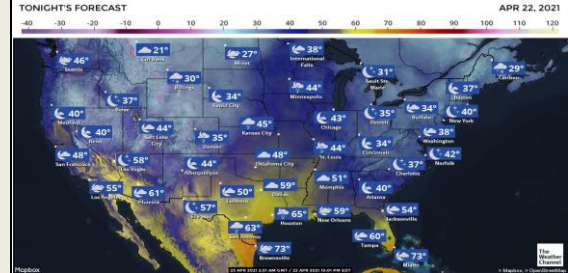 TONIGHT'S FORECAST APR 22, 2021
-40 -30 -20 -10 0 10 20 30 40 50 60 70 80 90 100 110 120
46° Seattle
21° Cut Bank
27° Minot
38° International Falls
31° Sault Ste. Marie
29° Caribou
30° Billings
37° Boise
34° Rapid City
44° Minneapolis
37° Boston
40° Medford
40° Reno
44° Salt Lake City
35° Denver
45° Kansas City
43° Chicago
35° Detroit
34° Buffalo
40° New York
38° Washington
48° San Francisco
58° Las Vegas
44° Albuquerque
48° Oklahoma City
44° St. Louis
34° Cincinnati
42° Norfolk
37° Charlotte
55° Los Angeles
61° Phoenix
50° Lubbock
59° Dallas
51° Memphis
40° Atlanta
57°
63° San Antonio
65° Houston
59° New Orleans
54° Jacksonville
60° Tampa
73° Brownsville
73° Miami
The Weather Channel
Mapbox
© Mapbox, © OpenStreetMap